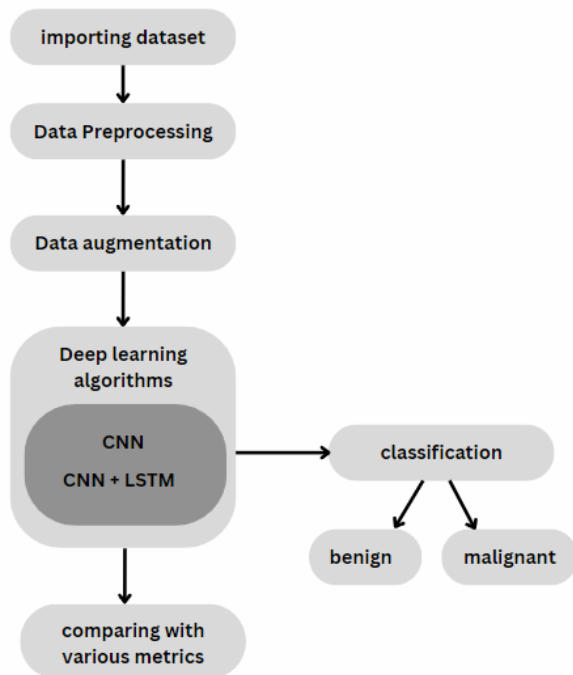 importing dataset
Data Preprocessing
Data augmentation
Deep learning
algorithms
CNN
CNN + LSTM
classification
benign
malignant
comparing with
various metrics